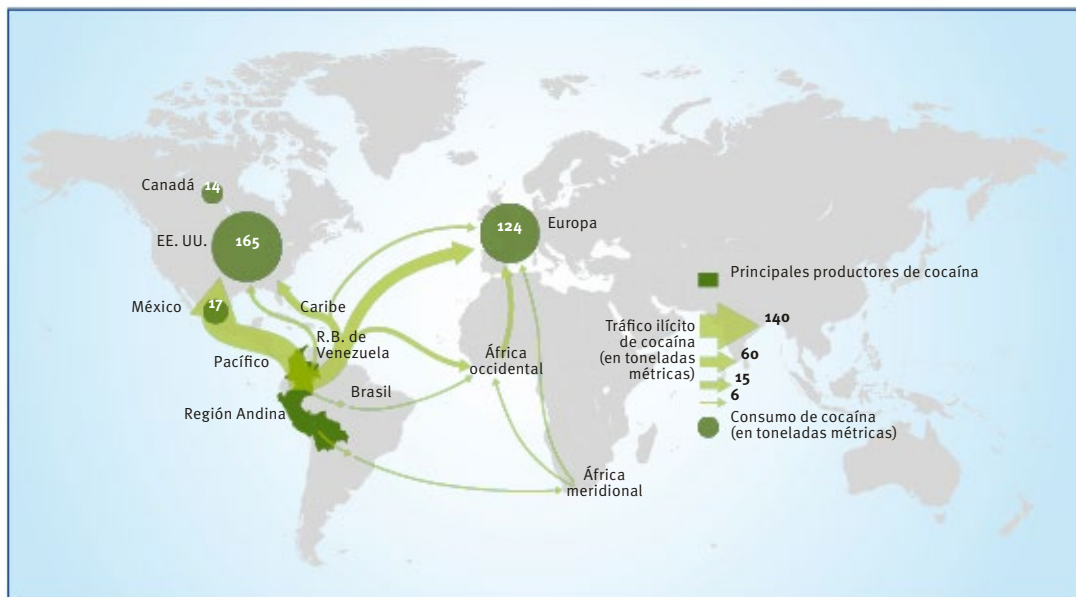 Canadá
14
EE. UU.
165
México
17
Pacífico
Caribe
R.B. de
Venezuela
Región Andina
Brasil
124
Europa
África
occidental
África
meridional
Principales productores de cocaína
Tráfico ilícito
de cocaína
(en toneladas
métricas)
140
60
15
6
Consumo de cocaína
(en toneladas métricas)